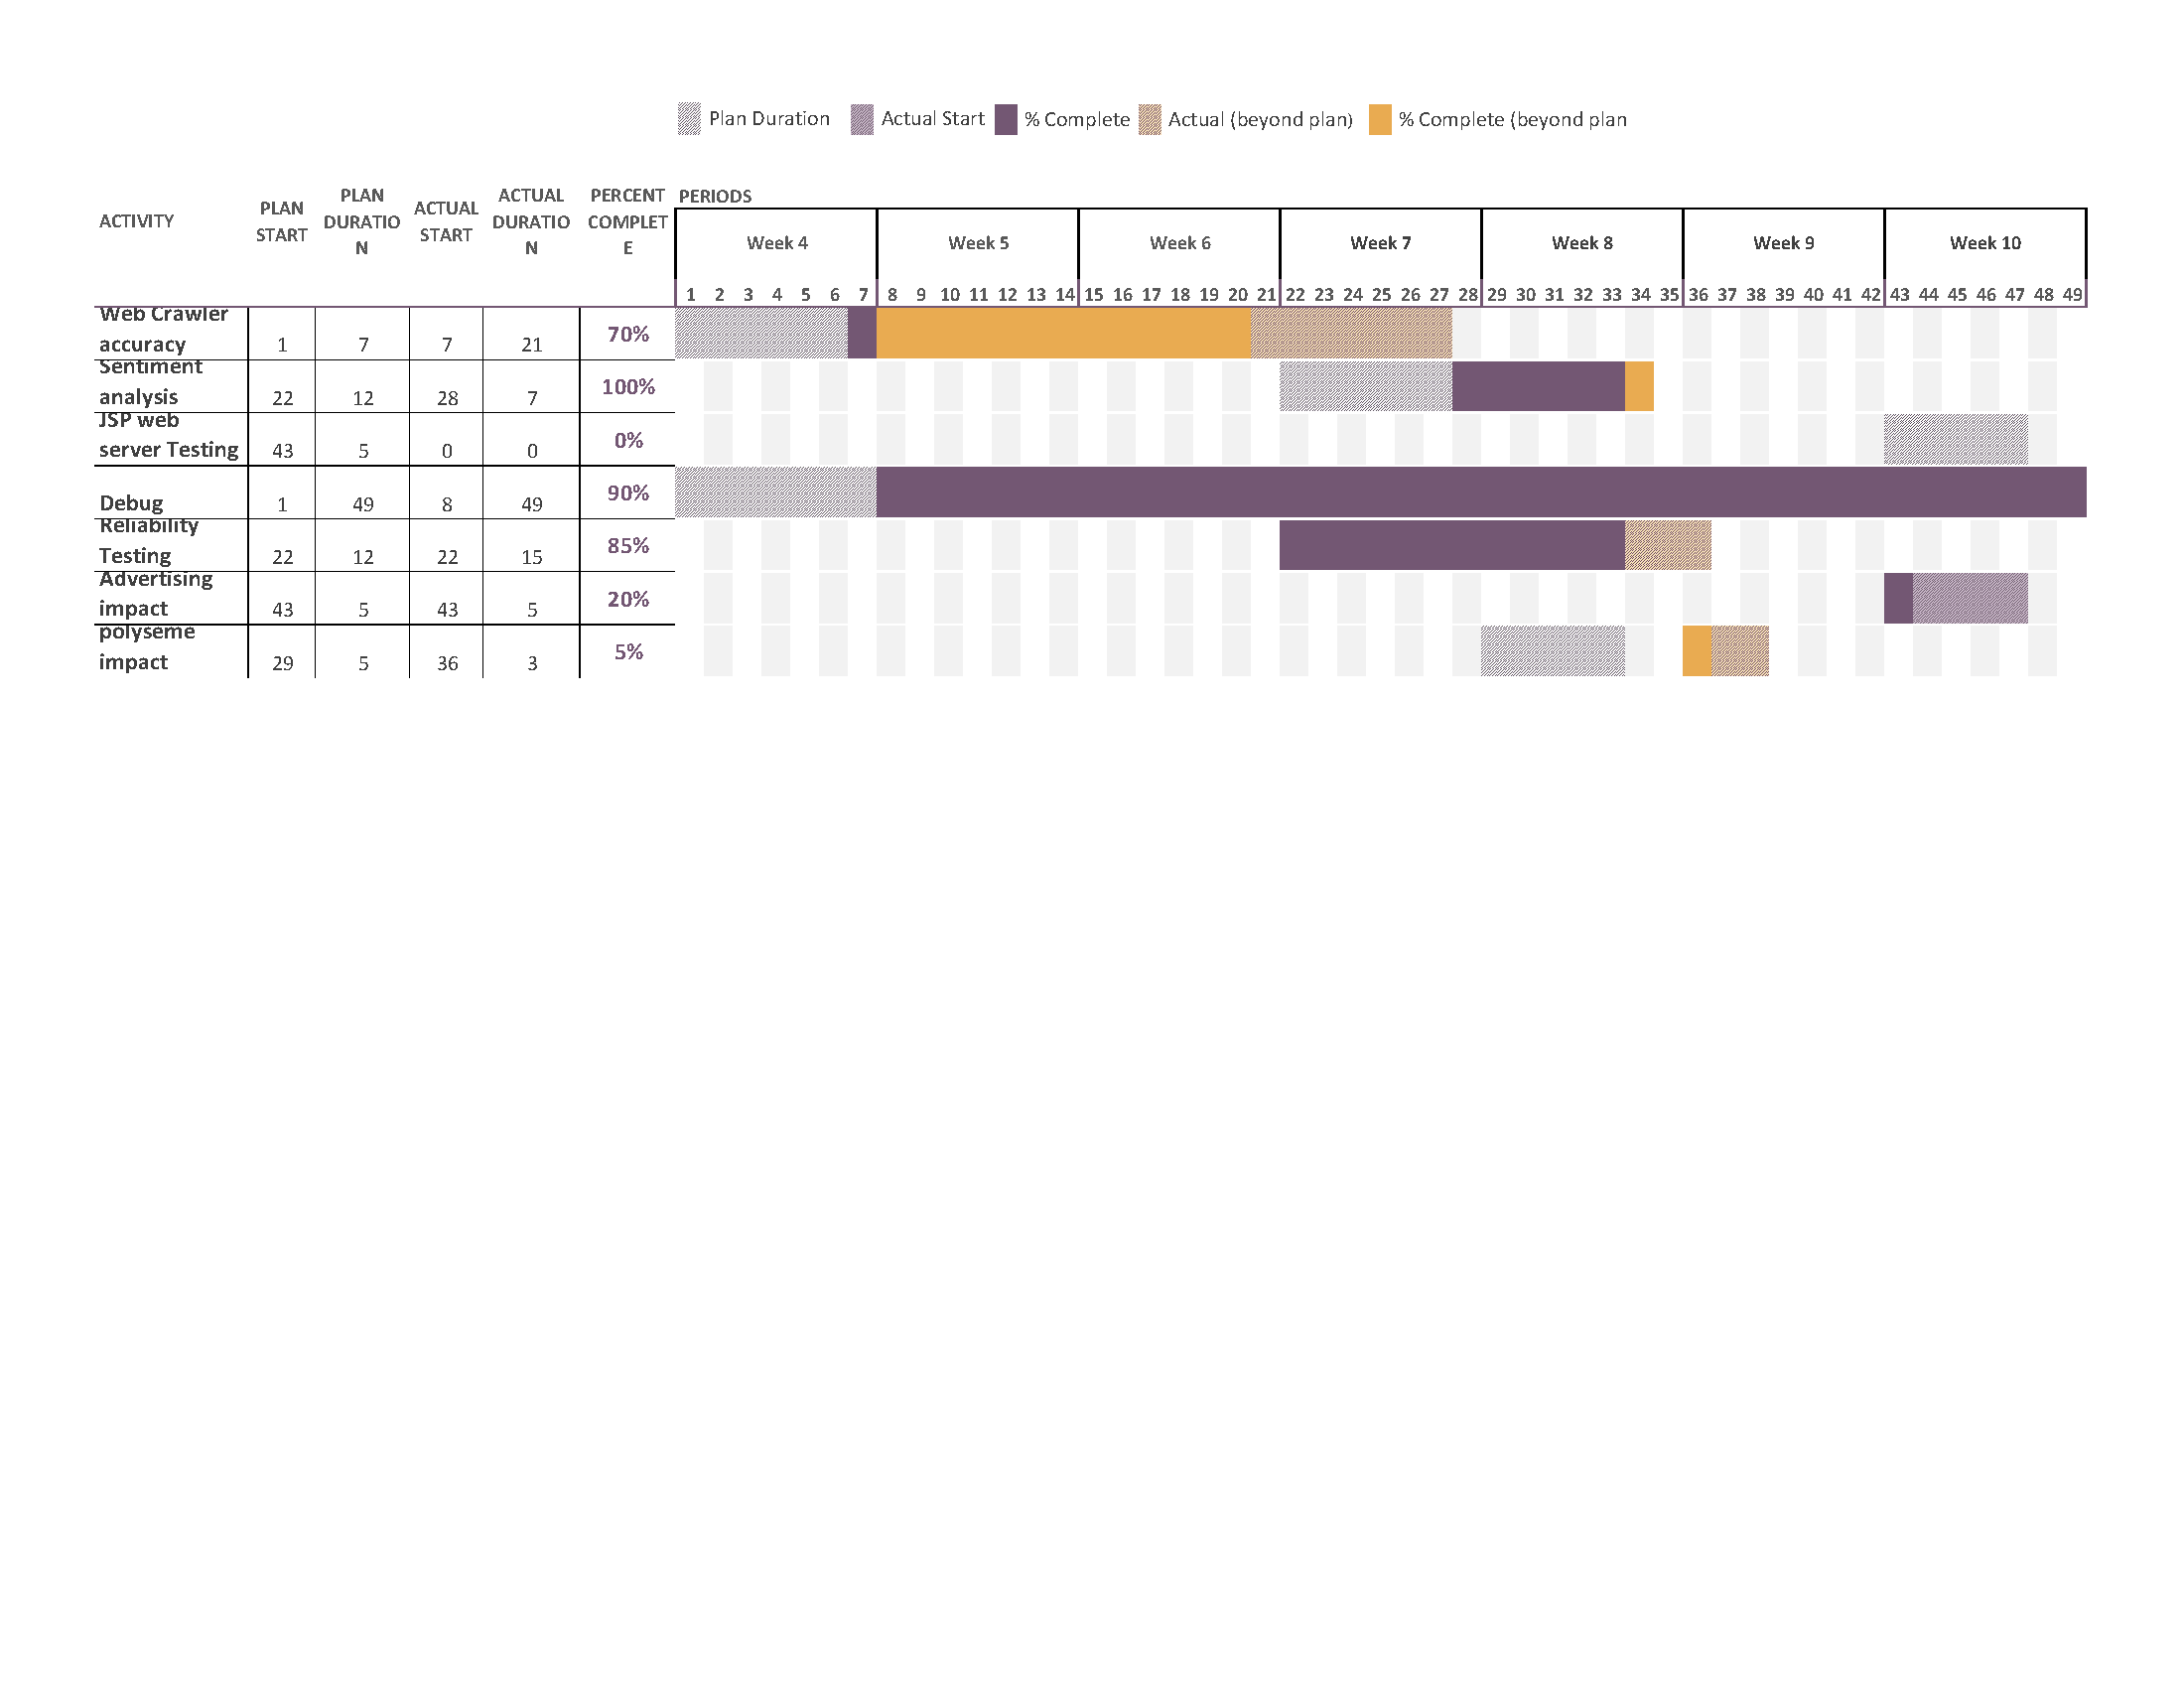 Plan Duration Actual Start % Complete Actual (beyond plan) % Complete (beyond plan
ACTIVITY
PLAN
START
PLAN
DURATIO
N
ACTUAL
START
ACTUAL
DURATIO
N
PERCENT
COMPLET
E
PERIODS
Week 4 Week 5 Week 6 Week 7 Week 8 Week 9 Week 10
1 2 3 4 5 6 7 8 9 10 11 12 13 14 15 16 17 18 19 20 21 22 23 24 25 26 27 28 29 30 31 32 33 34 35 36 37 38 39 40 41 42 43 44 45 46 47 48 49
Web Crawler
accuracy 1 7 7 21 70%
Sentiment
analysis 22 12 28 7 100%
JSP web
server Testing 43 5 0 0 0%
Debug 1 49 8 49 90%
Reliability
Testing 22 12 22 15 85%
Advertising
impact 43 5 43 5 20%
polyseme
impact 29 5 36 3 5%